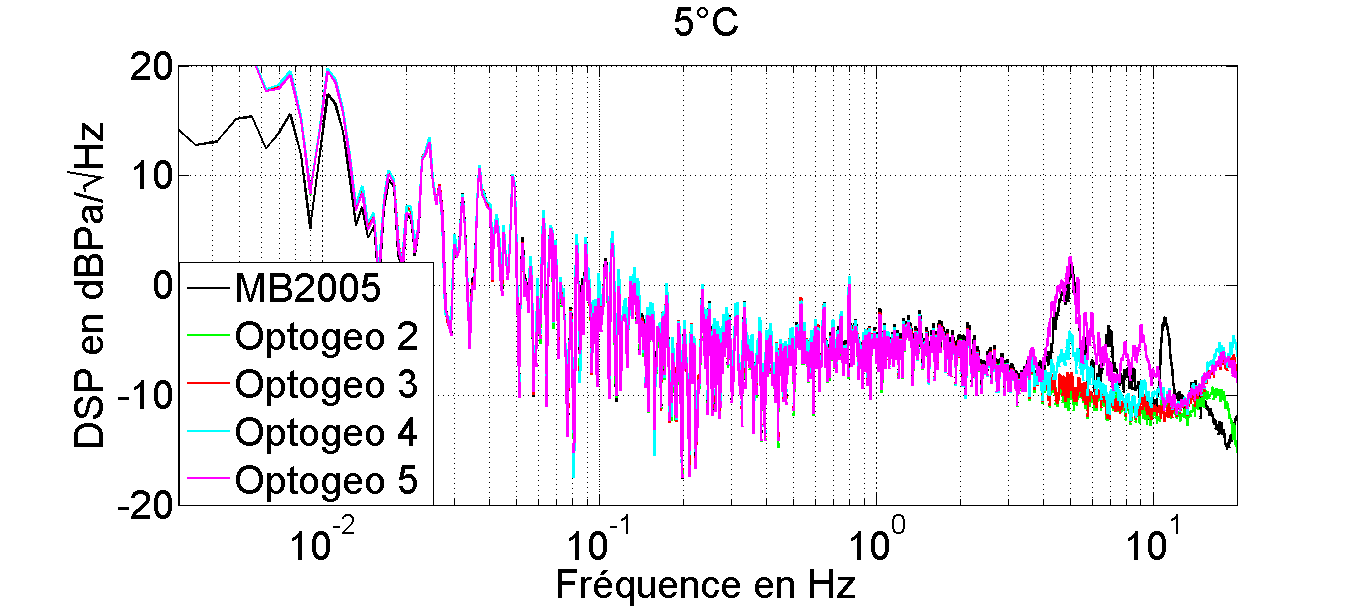 5°C
DSP en dBPa/√Hz
20
10
0
-10
-20
MB2005
Optogeo 2
Optogeo 3
Optogeo 4
Optogeo 5
10^-2
10^-1
10^0
10^1
Fréquence en Hz